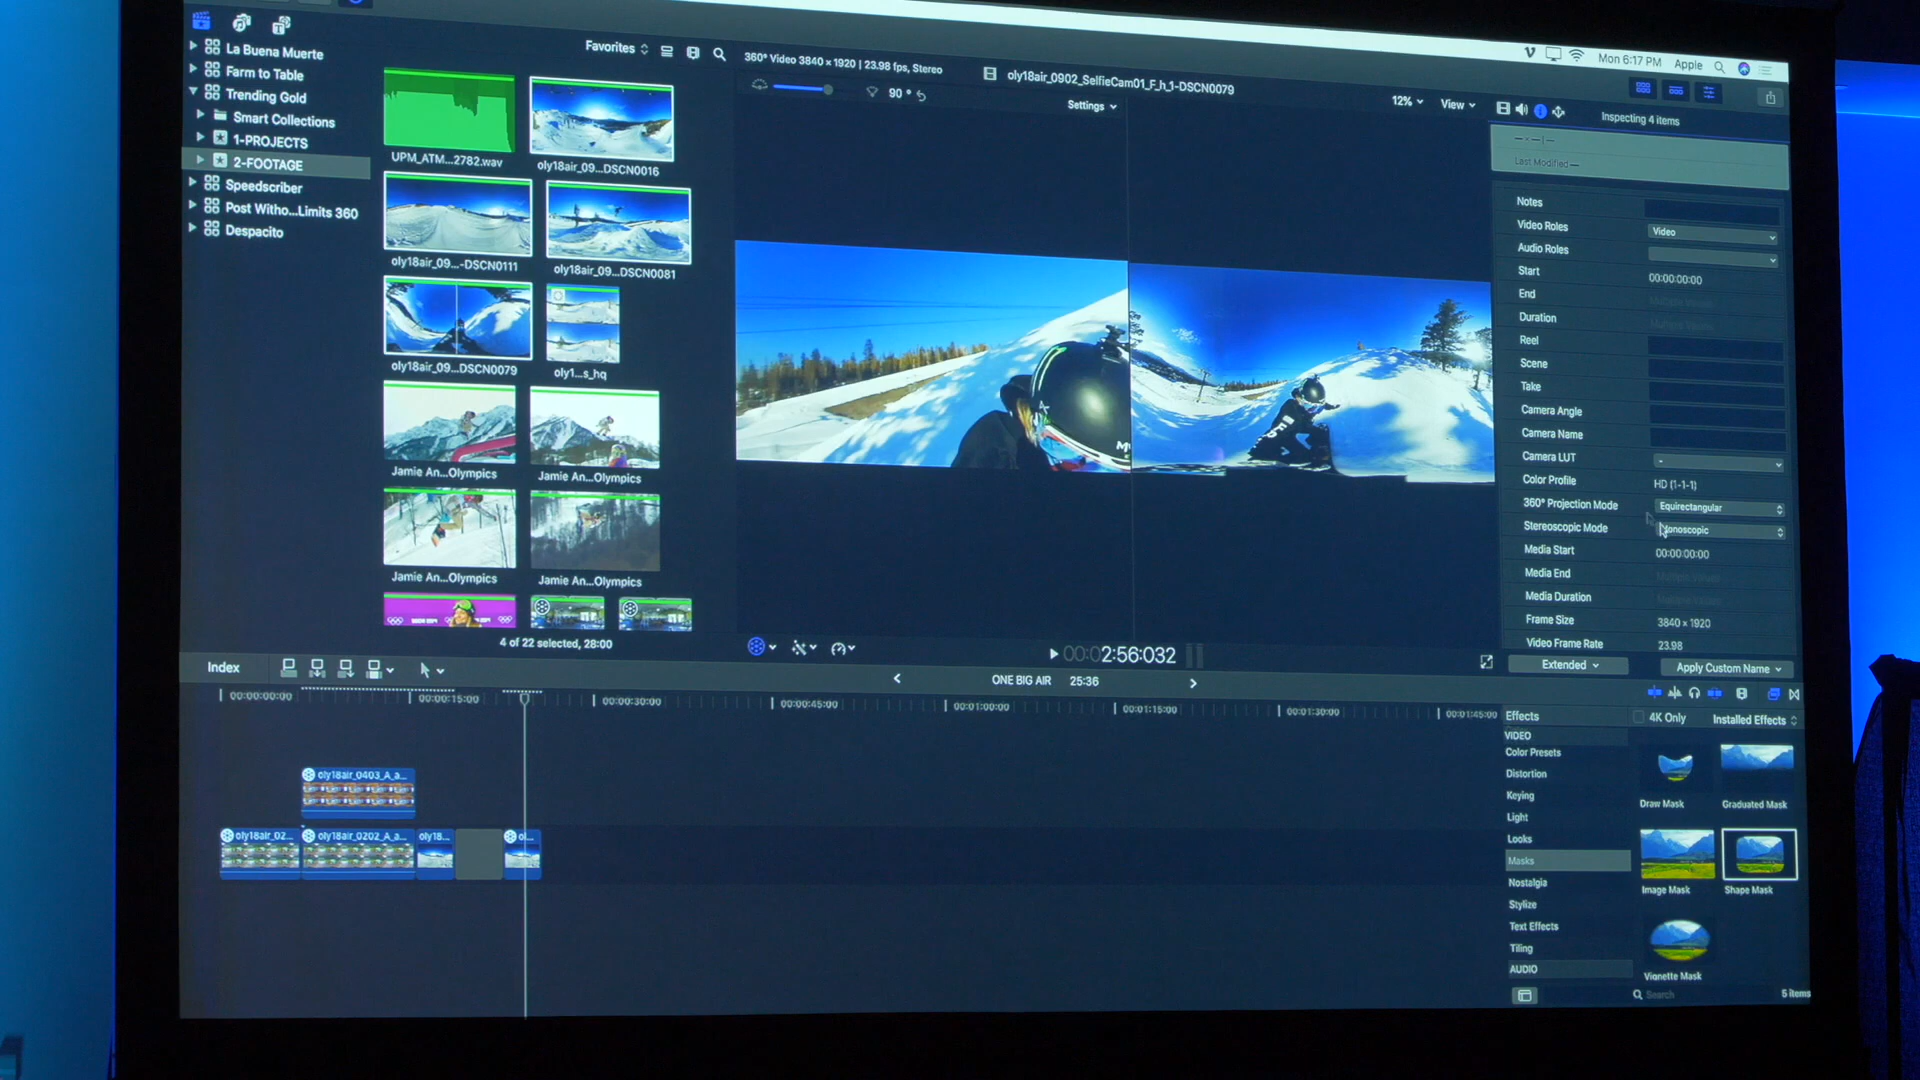 Mon 6:17 PM Apple
La Buena Muerte
Farm to Table
Trending Gold
Smart Collections
1-PROJECTS
2-FOOTAGE
Speedscriber
Post Witho...Limits 360
Despacito
Favorites
UPM_ATM...2782.wav
oly18air_09...DSCN0016
oly18air_09...-DSCN0111
oly18air_09...DSCN0081
oly18air_09...DSCN0079
oly1...s_hq
Jamie An...Olympics
Jamie An...Olympics
Jamie An...Olympics
Jamie An...Olympics
4 of 22 selected, 28:00
360° Video 3840 × 1920 | 23.98 fps, Stereo
oly18air_0902_SelfieCam01_F_h_1-DSCN0079
90 °
Settings
12%
View
00:02:56:032
Inspecting 4 items
Last Modified —
Notes
Video Roles Video
Audio Roles
Start 00:00:00:00
End
Duration
Reel
Scene
Take
Camera Angle
Camera Name
Camera LUT -
Color Profile HD (1-1-1)
360° Projection Mode Equirectangular
Stereoscopic Mode Monoscopic
Media Start 00:00:00:00
Media End
Media Duration
Frame Size 3840 × 1920
Video Frame Rate 23.98
Extended
Apply Custom Name
Index
ONE BIG AIR 25:36
00:00:00:00
00:00:15:00
00:00:30:00
00:00:45:00
00:01:00:00
00:01:15:00
00:01:30:00
00:01:45:00
oly18air_0403_A_a...
oly18air_02...
oly18air_0202_A_a...
oly18...
ol...
Effects
4K Only
Installed Effects
VIDEO
Color Presets
Distortion
Keying
Light
Looks
Masks
Nostalgia
Stylize
Text Effects
Tiling
AUDIO
Draw Mask
Graduated Mask
Image Mask
Shape Mask
Vignette Mask
Search
5 items